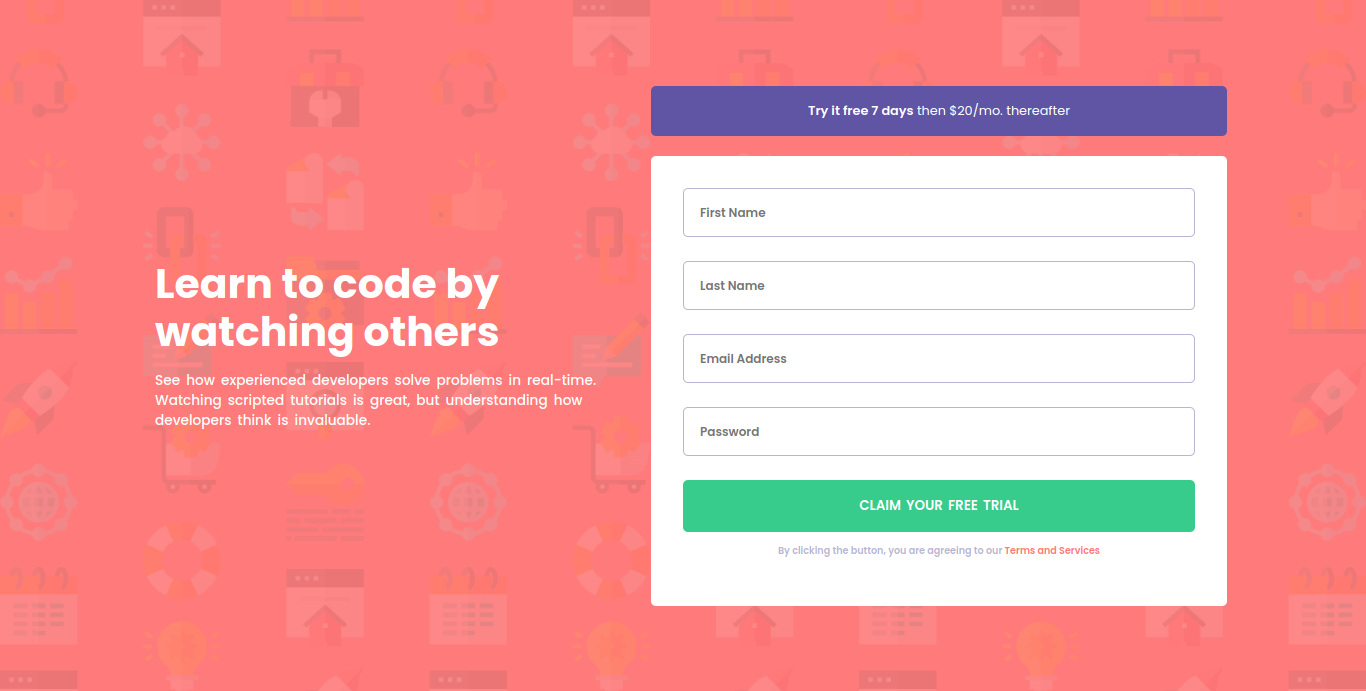 Learn to code by
watching others
See how experienced developers solve problems in real-time.
Watching scripted tutorials is great, but understanding how
developers think is invaluable.
Try it free 7 days then $20/mo. thereafter
First Name
Last Name
Email Address
Password
CLAIM YOUR FREE TRIAL
By clicking the button, you are agreeing to our Terms and Services